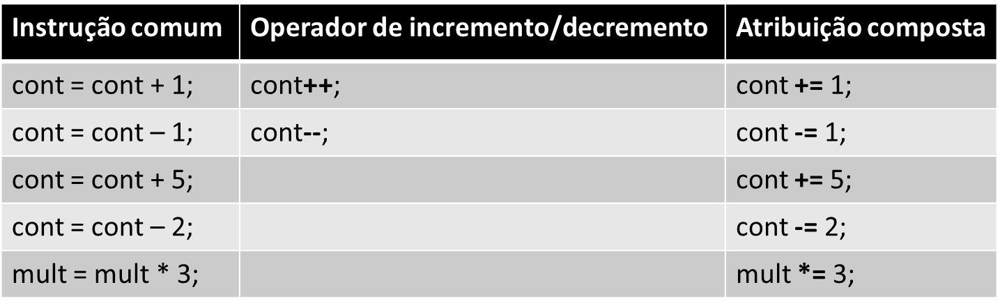 Instrução comum Operador de incremento/decremento Atribuição composta
cont = cont + 1; cont++; cont += 1;
cont = cont – 1; cont--; cont -= 1;
cont = cont + 5; cont += 5;
cont = cont – 2; cont -= 2;
mult = mult * 3; mult *= 3;